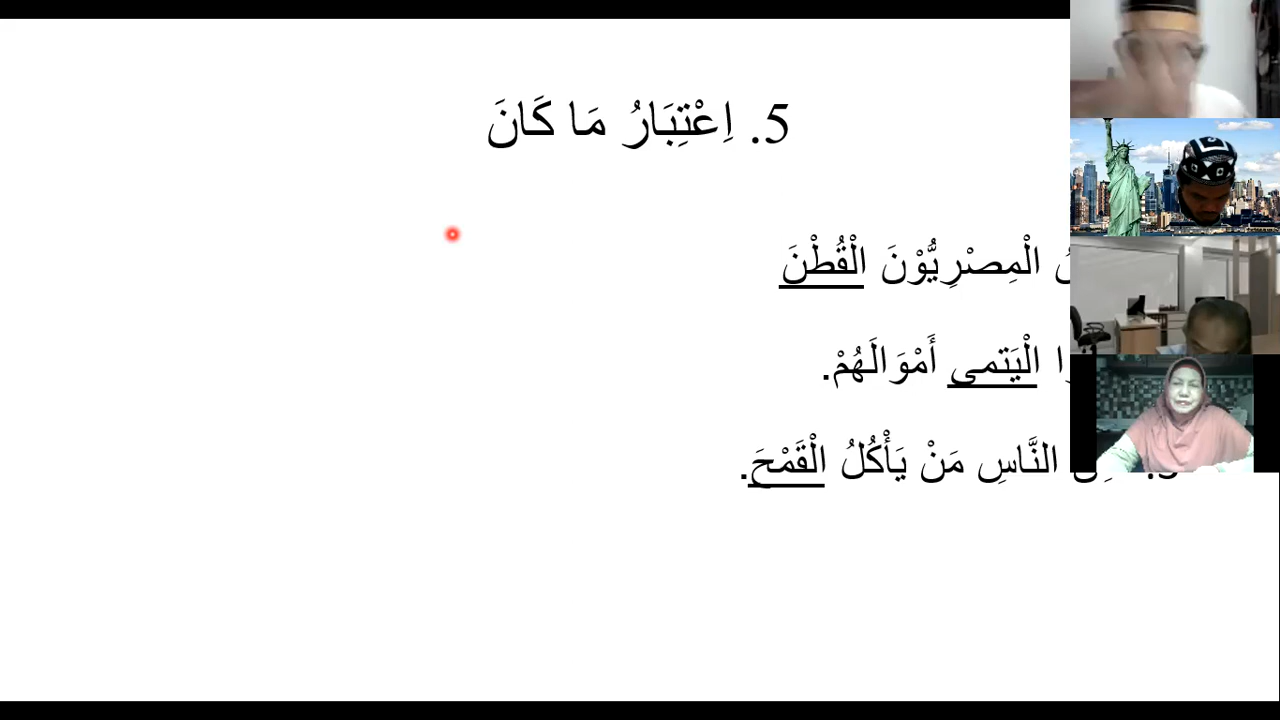 5. اِعْتِبَارُ مَا كَانَ
الْمِصْرِيُّوْنَ الْقُطْنَ
الْيَتمى أَمْوَالَهُمْ.
النَّاسِ مَنْ يَأْكُلُ الْقَمْحَ.